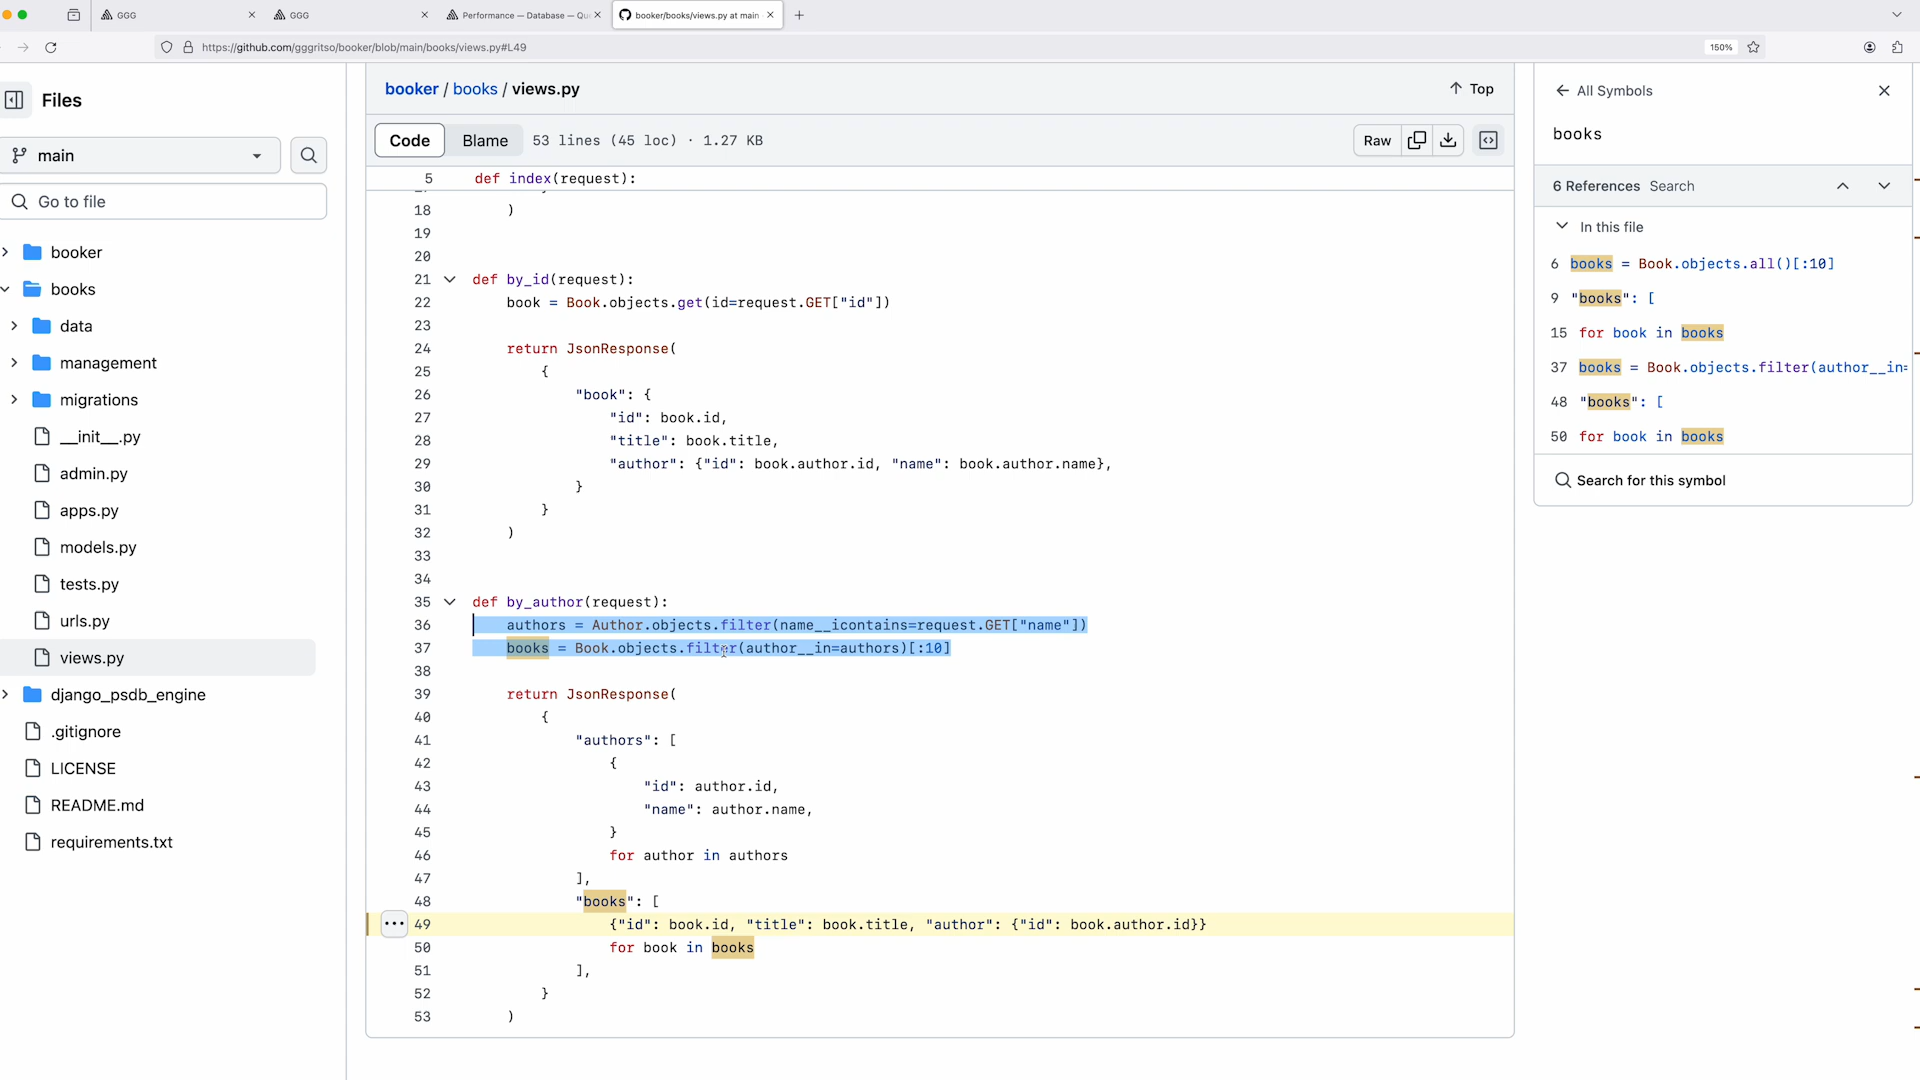 GGG
GGG
Performance — Database — Qu
booker/books/views.py at main
https://github.com/gggritso/booker/blob/main/books/views.py#L49
150%
Files
main
Go to file
booker
books
data
management
migrations
__init__.py
admin.py
apps.py
models.py
tests.py
urls.py
views.py
django_psdb_engine
.gitignore
LICENSE
README.md
requirements.txt
booker / books / views.py
Top
Code
Blame
53 lines (45 loc) · 1.27 KB
Raw
5 def index(request):
18 )
19
20
21 def by_id(request):
22 book = Book.objects.get(id=request.GET["id"])
23
24 return JsonResponse(
25 {
26 "book": {
27 "id": book.id,
28 "title": book.title,
29 "author": {"id": book.author.id, "name": book.author.name},
30 }
31 }
32 )
33
34
35 def by_author(request):
36 authors = Author.objects.filter(name__icontains=request.GET["name"])
37 books = Book.objects.filter(author__in=authors)[:10]
38
39 return JsonResponse(
40 {
41 "authors": [
42 {
43 "id": author.id,
44 "name": author.name,
45 }
46 for author in authors
47 ],
48 "books": [
49 {"id": book.id, "title": book.title, "author": {"id": book.author.id}}
50 for book in books
51 ],
52 }
53 )
All Symbols
books
6 References Search
In this file
6 books = Book.objects.all()[:10]
9 "books": [
15 for book in books
37 books = Book.objects.filter(author__in=
48 "books": [
50 for book in books
Search for this symbol